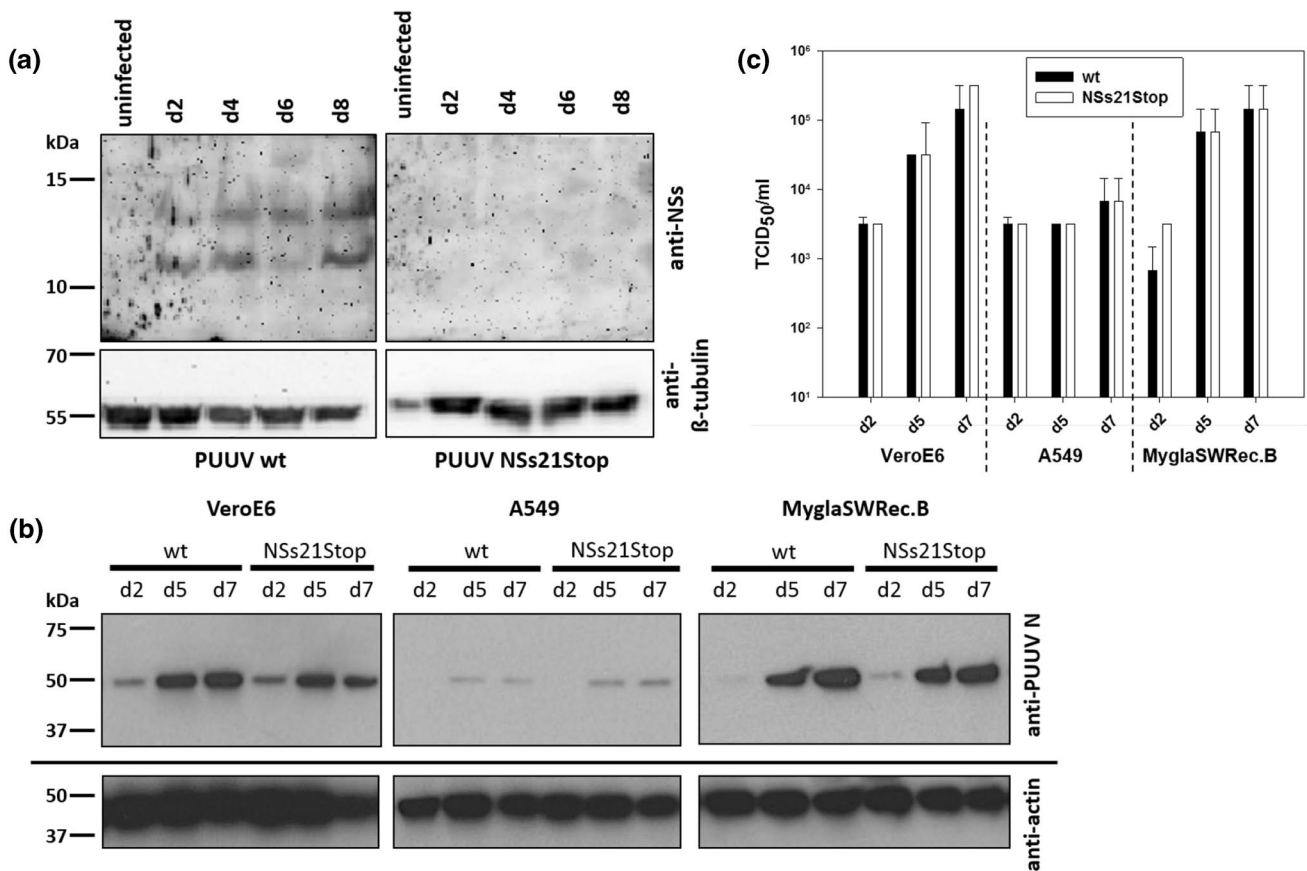 (a)
uninfected
d2
d4
d6
d8
uninfected
d2
d4
d6
d8
kDa
15
10
anti-NSs
70
55
anti-
ß-tubulin
PUUV wt
PUUV NSs21Stop
(c)
10⁶
10⁵
10⁴
10³
10²
10¹
TCID₅₀/ml
wt
NSs21Stop
d2
d5
d7
d2
d5
d7
d2
d5
d7
VeroE6
A549
MyglaSWRec.B
(b)
VeroE6
A549
MyglaSWRec.B
wt
NSs21Stop
wt
NSs21Stop
wt
NSs21Stop
d2 d5 d7 d2 d5 d7
d2 d5 d7 d2 d5 d7
d2 d5 d7 d2 d5 d7
kDa
75
50
37
anti-PUUV N
50
37
anti-actin